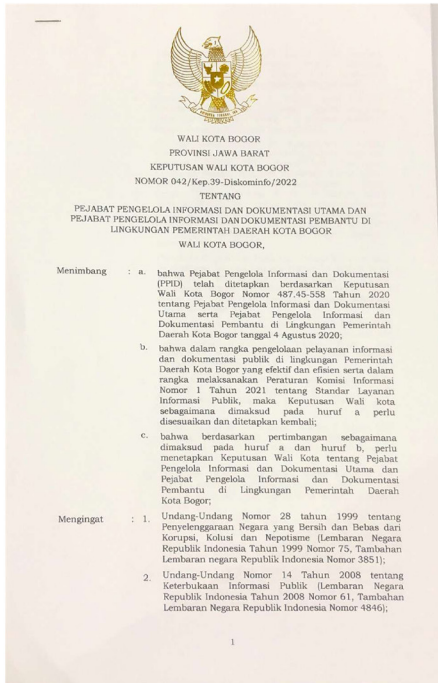 WALI KOTA BOGOR
PROVINSI JAWA BARAT
KEPUTUSAN WALI KOTA BOGOR
NOMOR 042/Kep.39-Diskominfo/2022
TENTANG
PEJABAT PENGELOLA INFORMASI DAN DOKUMENTASI UTAMA DAN
PEJABAT PENGELOLA INFORMASI DAN DOKUMENTASI PEMBANTU DI
LINGKUNGAN PEMERINTAH DAERAH KOTA BOGOR
WALI KOTA BOGOR,
Menimbang : a. bahwa Pejabat Pengelola Informasi dan Dokumentasi
(PPID) telah ditetapkan berdasarkan Keputusan
Wali Kota Bogor Nomor 487.45-558 Tahun 2020
tentang Pejabat Pengelola Informasi dan Dokumentasi
Utama serta Pejabat Pengelola Informasi dan
Dokumentasi Pembantu di Lingkungan Pemerintah
Daerah Kota Bogor tanggal 4 Agustus 2020;
b. bahwa dalam rangka pengelolaan pelayanan informasi
dan dokumentasi publik di lingkungan Pemerintah
Daerah Kota Bogor yang efektif dan efisien serta dalam
rangka melaksanakan Peraturan Komisi Informasi
Nomor 1 Tahun 2021 tentang Standar Layanan
Informasi Publik, maka Keputusan Wali kota
sebagaimana dimaksud pada huruf a perlu
disesuaikan dan ditetapkan kembali;
c. bahwa berdasarkan pertimbangan sebagaimana
dimaksud pada huruf a dan huruf b, perlu
menetapkan Keputusan Wali Kota tentang Pejabat
Pengelola Informasi dan Dokumentasi Utama dan
Pejabat Pengelola Informasi dan Dokumentasi
Pembantu di Lingkungan Pemerintah Daerah
Kota Bogor;
Mengingat : 1. Undang-Undang Nomor 28 tahun 1999 tentang
Penyelenggaraan Negara yang Bersih dan Bebas dari
Korupsi, Kolusi dan Nepotisme (Lembaran Negara
Republik Indonesia Tahun 1999 Nomor 75, Tambahan
Lembaran negara Republik Indonesia Nomor 3851);
2. Undang-Undang Nomor 14 Tahun 2008 tentang
Keterbukaan Informasi Publik (Lembaran Negara
Republik Indonesia Tahun 2008 Nomor 61, Tambahan
Lembaran Negara Republik Indonesia Nomor 4846);
1